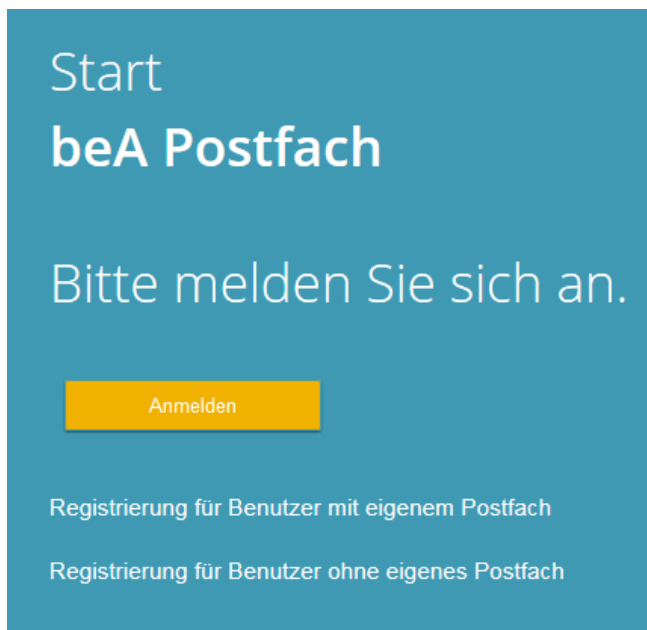 Start
beA Postfach
Bitte melden Sie sich an.
Anmelden
Registrierung für Benutzer mit eigenem Postfach
Registrierung für Benutzer ohne eigenes Postfach